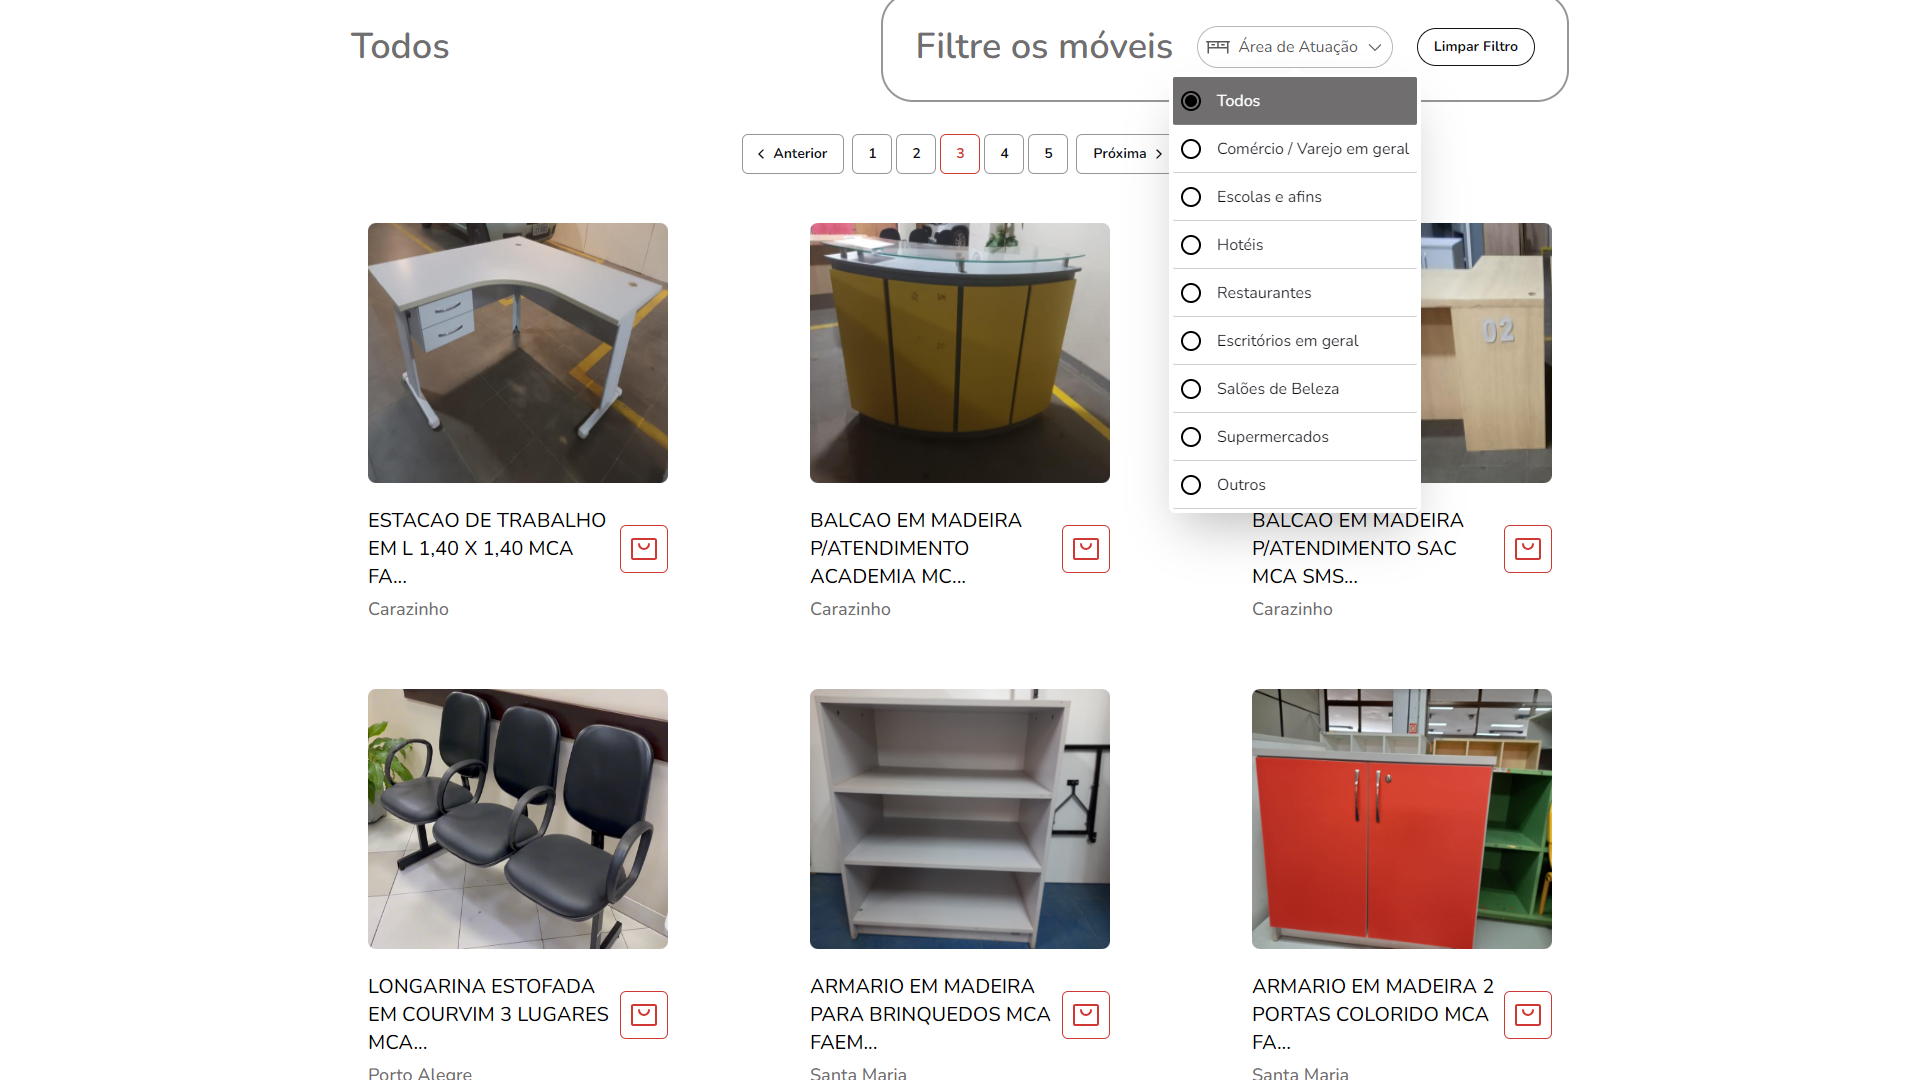 Todos
Filtre os móveis
Área de Atuação
Limpar Filtro
Todos
Comércio / Varejo em geral
Escolas e afins
Hotéis
Restaurantes
Escritórios em geral
Salões de Beleza
Supermercados
Outros
Anterior
1
2
3
4
5
Próxima
02
ESTACAO DE TRABALHO
EM L 1,40 X 1,40 MCA
FA...
Carazinho
BALCAO EM MADEIRA
P/ATENDIMENTO
ACADEMIA MC...
Carazinho
BALCAO EM MADEIRA
P/ATENDIMENTO SAC
MCA SMS...
Carazinho
LONGARINA ESTOFADA
EM COURVIM 3 LUGARES
MCA...
Porto Alegre
ARMARIO EM MADEIRA
PARA BRINQUEDOS MCA
FAEM...
Santa Maria
ARMARIO EM MADEIRA 2
PORTAS COLORIDO MCA
FA...
Santa Maria